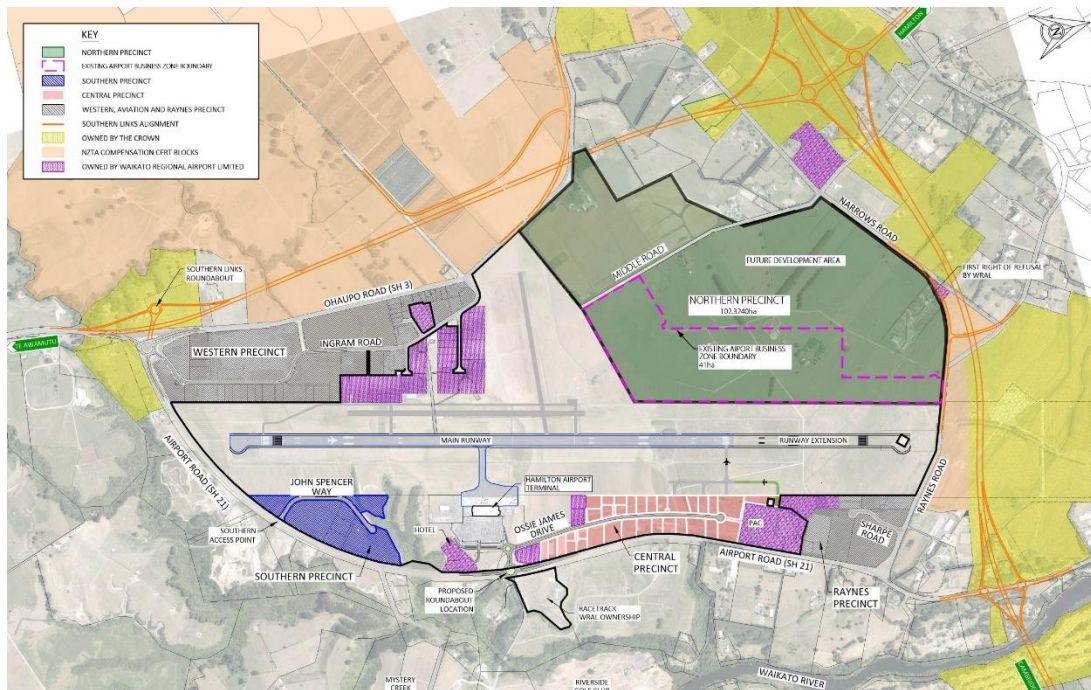 KEY
NORTHERN PRECINCT
EXISTING AIRPORT BUSINESS ZONE BOUNDARY
SOUTHERN PRECINCT
CENTRAL PRECINCT
WESTERN, AVIATION AND RAYNES PRECINCT
SOUTHERN LINKS ALIGNMENT
OWNED BY THE CROWN
NZTA COMPENSATION CERT BLOCKS
OWNED BY WAIKATO REGIONAL AIRPORT LIMITED
HAMILTON
NARROWS ROAD
MIDDLE ROAD
FUTURE DEVELOPMENT AREA
FIRST RIGHT OF REFUSAL
BY WRAL
SOUTHERN LINKS
ROUNDABOUT
OHAUPO ROAD (SH 3)
NORTHERN PRECINCT
102.3240ha
TE AWAMUTU
INGRAM ROAD
WESTERN PRECINCT
EXISTING AIPORT BUSINESS
ZONE BOUNDARY
41ha
AIRPORT ROAD (SH 21)
MAIN RUNWAY
RUNWAY EXTENSION
RAYNES ROAD
JOHN SPENCER
WAY
HAMILTON AIRPORT
TERMINAL
SOUTHERN
ACCESS POINT
HOTEL
OSSIE JAMES
DRIVE
PAC
SHARPE
ROAD
SOUTHERN PRECINCT
CENTRAL
PRECINCT
AIRPORT ROAD (SH 21)
PROPOSED
ROUNDABOUT
LOCATION
RACETRACK
WRAL OWNERSHIP
RAYNES
PRECINCT
MYSTERY
CREEK
RIVERSIDE
GOLF CLUB
WAIKATO RIVER